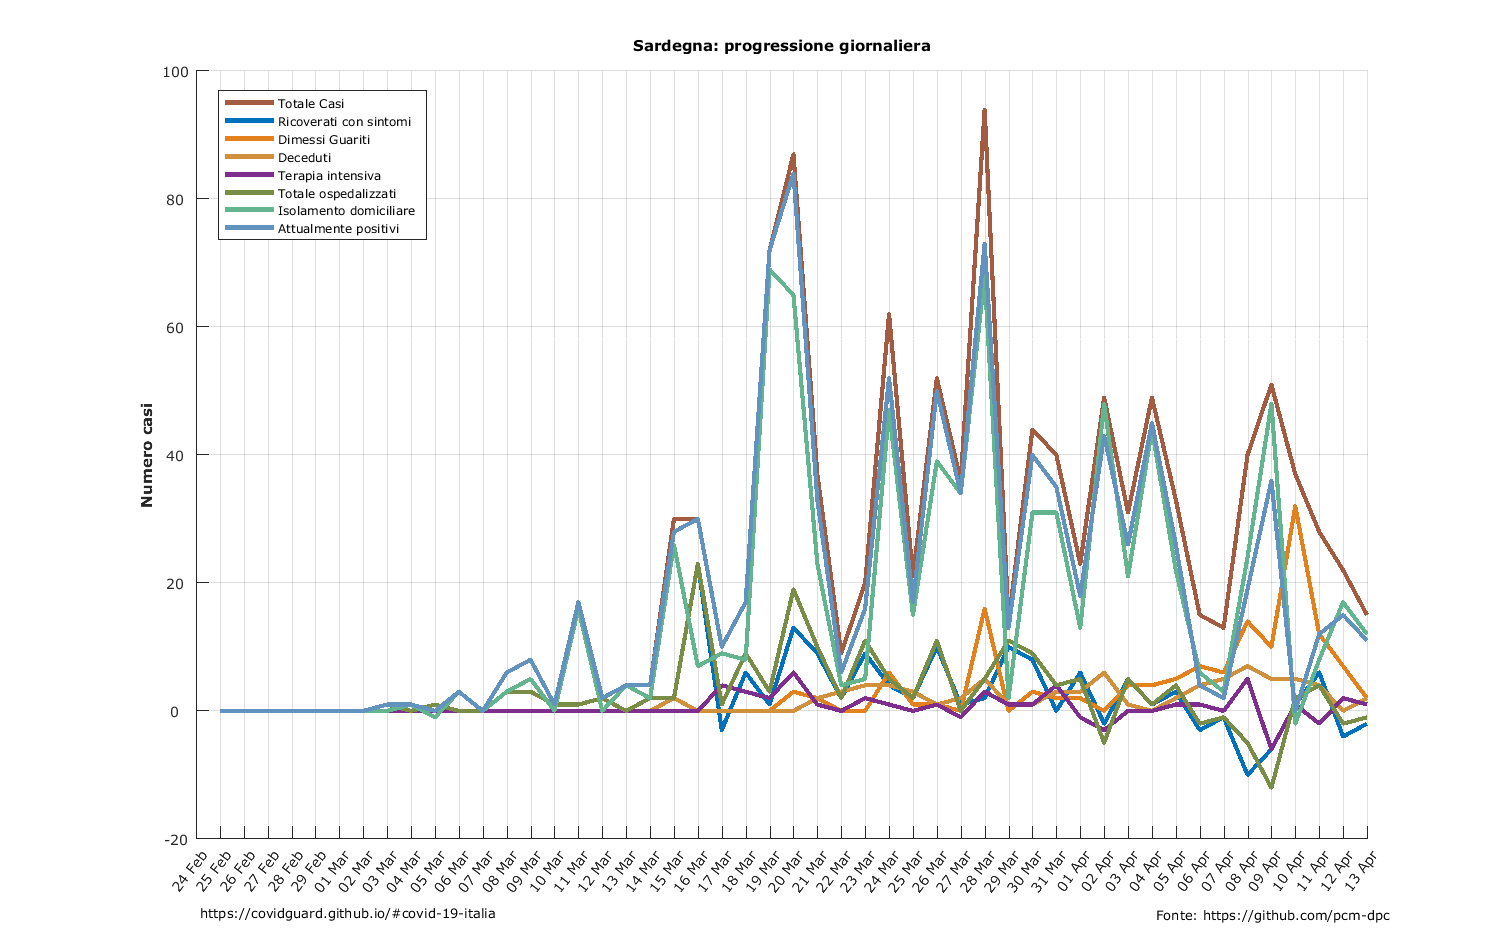 Sardegna: progressione giornaliera
100
80
60
40
20
0
-20
Numero casi
Totale Casi
Ricoverati con sintomi
Dimessi Guariti
Deceduti
Terapia intensiva
Totale ospedalizzati
Isolamento domiciliare
Attualmente positivi
24 Feb
25 Feb
26 Feb
27 Feb
28 Feb
29 Feb
01 Mar
02 Mar
03 Mar
04 Mar
05 Mar
06 Mar
07 Mar
08 Mar
09 Mar
10 Mar
11 Mar
12 Mar
13 Mar
14 Mar
15 Mar
16 Mar
17 Mar
18 Mar
19 Mar
20 Mar
21 Mar
22 Mar
23 Mar
24 Mar
25 Mar
26 Mar
27 Mar
28 Mar
29 Mar
30 Mar
31 Mar
01 Apr
02 Apr
03 Apr
04 Apr
05 Apr
06 Apr
07 Apr
08 Apr
09 Apr
10 Apr
11 Apr
12 Apr
13 Apr
https://covidguard.github.io/#covid-19-italia
Fonte: https://github.com/pcm-dpc